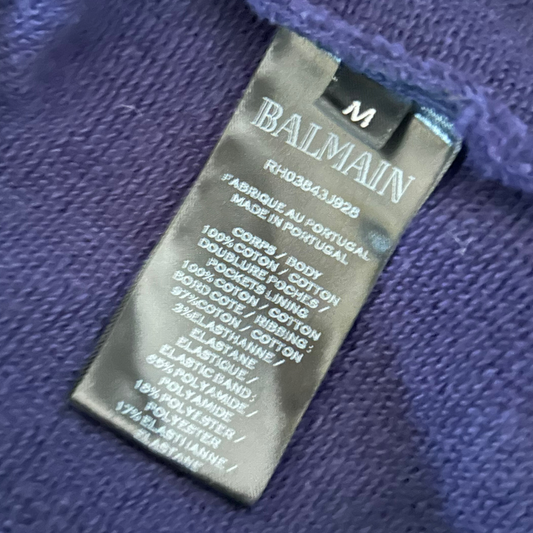 M
BALMAIN
RH03843J928
FABRIQUE AU PORTUGAL
MADE IN PORTUGAL
CORPS / BODY
100% COTON / COTTON
DOUBLURE POCHES /
POCKETS LINING
100% COTON / COTTON
BORD COTE / RIBBING :
97%COTON / COTTON
3%ELASTHANNE /
ELASTANE
ELASTIQUE /
ELASTIC BAND :
65% POLYAMIDE /
POLYAMIDE
18% POLYESTER /
POLYESTER
17%ELASTHANNE /
ELASTANE